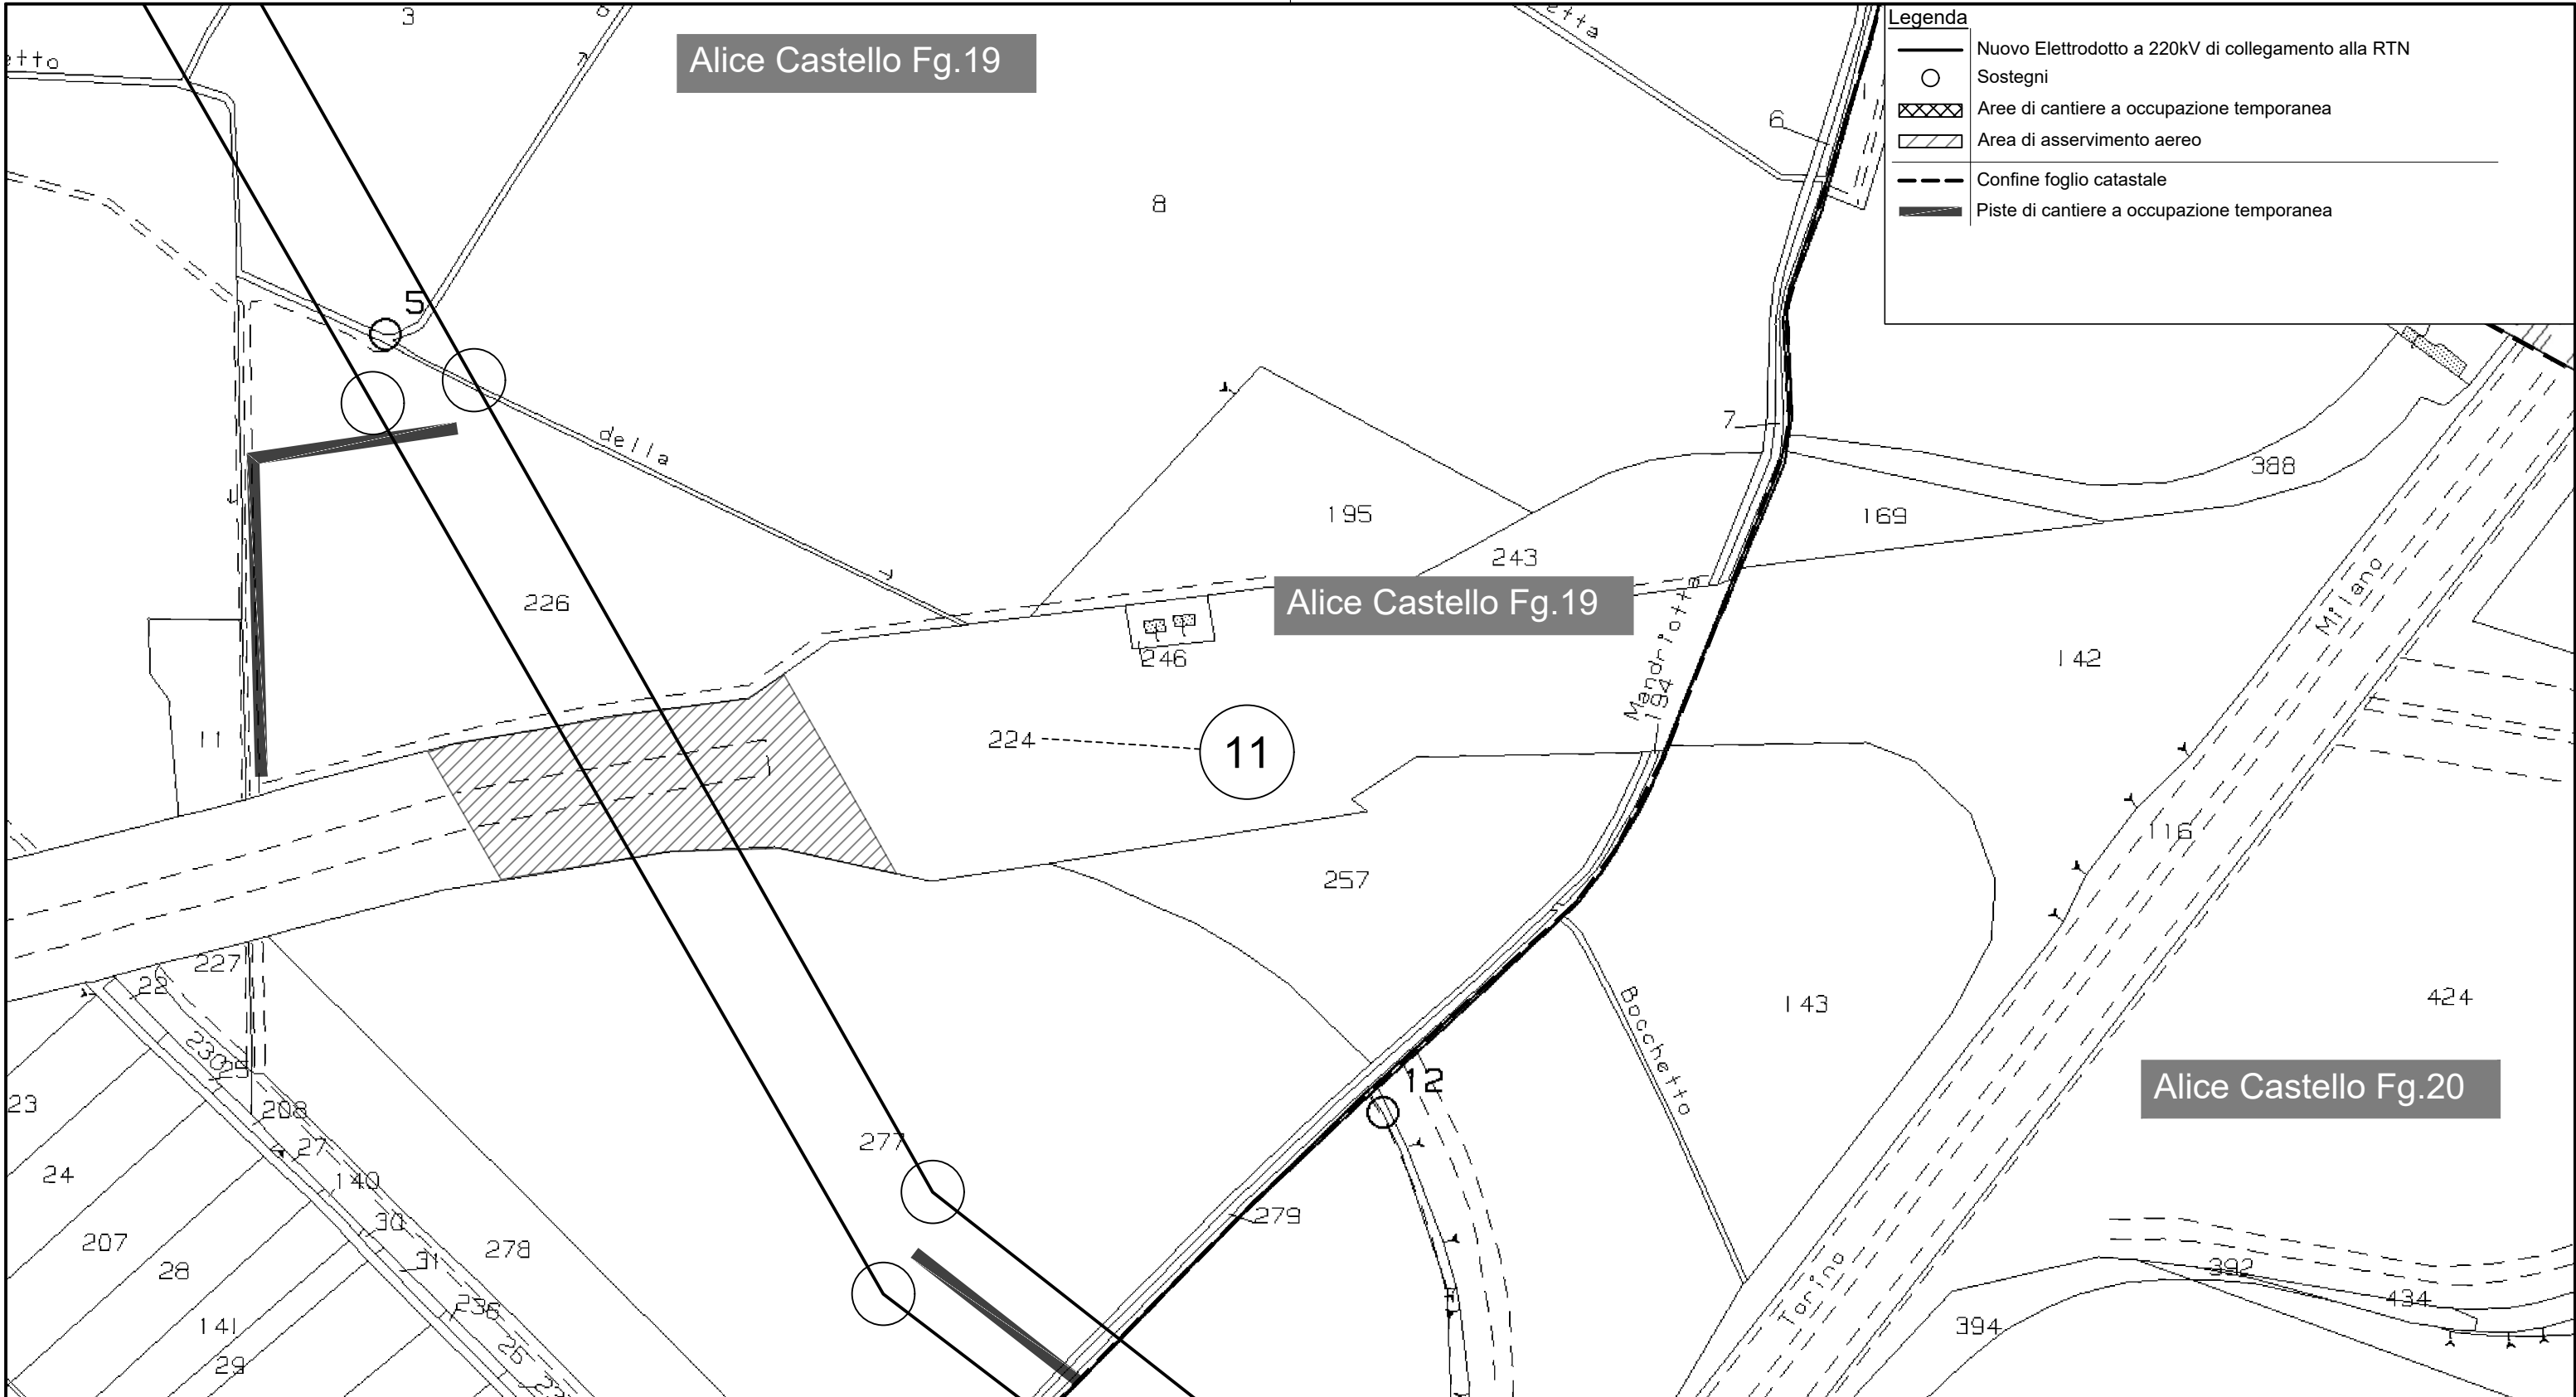 3
etto
Alice Castello Fg.19
etta
Legenda
Nuovo Elettrodotto a 220kV di collegamento alla RTN
Sostegni
Aree di cantiere a occupazione temporanea
Area di asservimento aereo
Confine foglio catastale
Piste di cantiere a occupazione temporanea
6
8
5
7
della
388
195
169
243
226
Alice Castello Fg.19
Milano
246
142
Mandriotta
194
11
224
11
116
257
227
22
143
424
Bocchetto
230
25
12
Alice Castello Fg.20
23
208
27
277
24
140
30
279
207
31
278
28
392
236
434
Torino
141
394
26
29